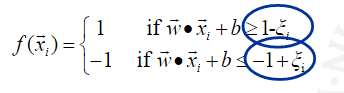 f(x⃗ᵢ) = { 1 if w⃗ • x⃗ᵢ + b ≥ 1-ξᵢ
−1 if w⃗ • x⃗ᵢ + b ≤ −1 + ξᵢ